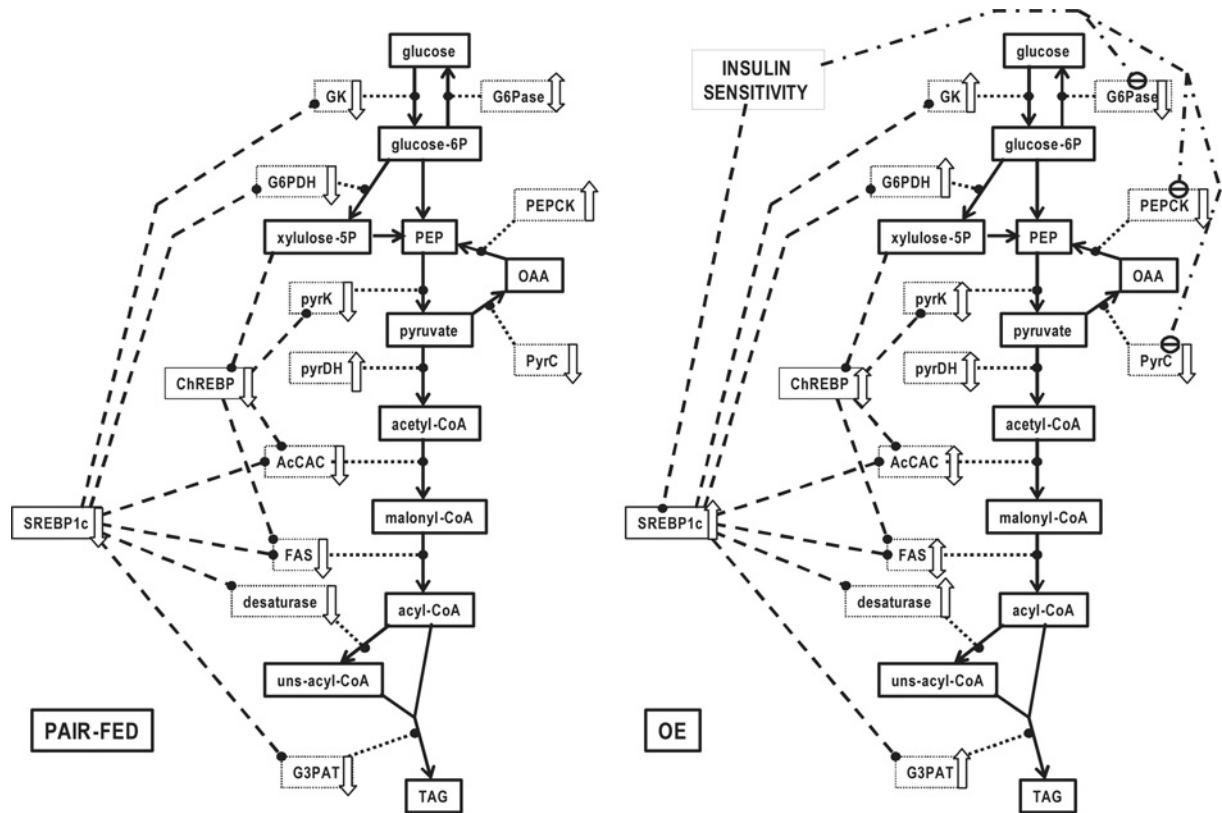 glucose
GK
G6Pase
glucose-6P
G6PDH
PEPCK
xylulose-5P
PEP
OAA
pyrK
pyruvate
PyrC
pyrDH
ChREBP
acetyl-CoA
AcCAC
SREBP1c
malonyl-CoA
FAS
desaturase
acyl-CoA
uns-acyl-CoA
PAIR-FED
G3PAT
TAG
INSULIN
SENSITIVITY
glucose
GK
G6Pase
glucose-6P
G6PDH
PEPCK
xylulose-5P
PEP
OAA
pyrK
pyruvate
PyrC
pyrDH
ChREBP
acetyl-CoA
AcCAC
SREBP1c
malonyl-CoA
FAS
desaturase
acyl-CoA
uns-acyl-CoA
OE
G3PAT
TAG